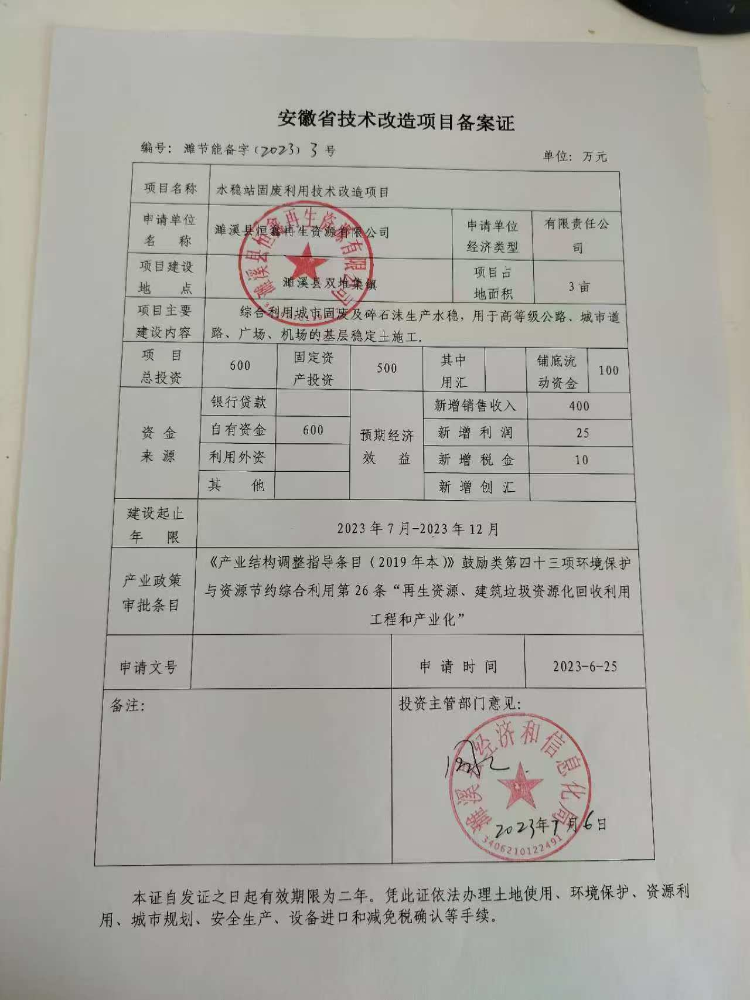 安徽省技术改造项目备案证
编号： 濉节能备字（2023）3号
单位：万元
项目名称 水稳站固废利用技术改造项目
申请单位名　称 濉溪县恒鑫再生资源有限公司 申请单位经济类型 有限责任公司
项目建设地　点 濉溪县双堆集镇 项目占地面积 3亩
项目主要建设内容 综合利用城市固废及碎石沫生产水稳，用于高等级公路、城市道
路、广场、机场的基层稳定土施工.
项　目总投资 600 固定资产投资 500 其中用汇 铺底流动资金 100
资金来源 银行贷款 预期经济效　益 新增销售收入 400
自有资金 600 新增利润 25
利用外资 新增税金 10
其　他 新增创汇
建设起止年　限 2023年7月-2023年12月
产业政策审批条目 《产业结构调整指导条目（2019年本）》鼓励类第四十三项环境保护
与资源节约综合利用第26条“再生资源、建筑垃圾资源化回收利用
工程和产业化”
申请文号 申请时间 2023-6-25
备注：
投资主管部门意见：
濉溪县经济和信息化局
2023年7月6日
3406210122491
濉溪县恒鑫再生资源有限公司
本证自发证之日起有效期限为二年。凭此证依法办理土地使用、环境保护、资源利
用、城市规划、安全生产、设备进口和减免税确认等手续。